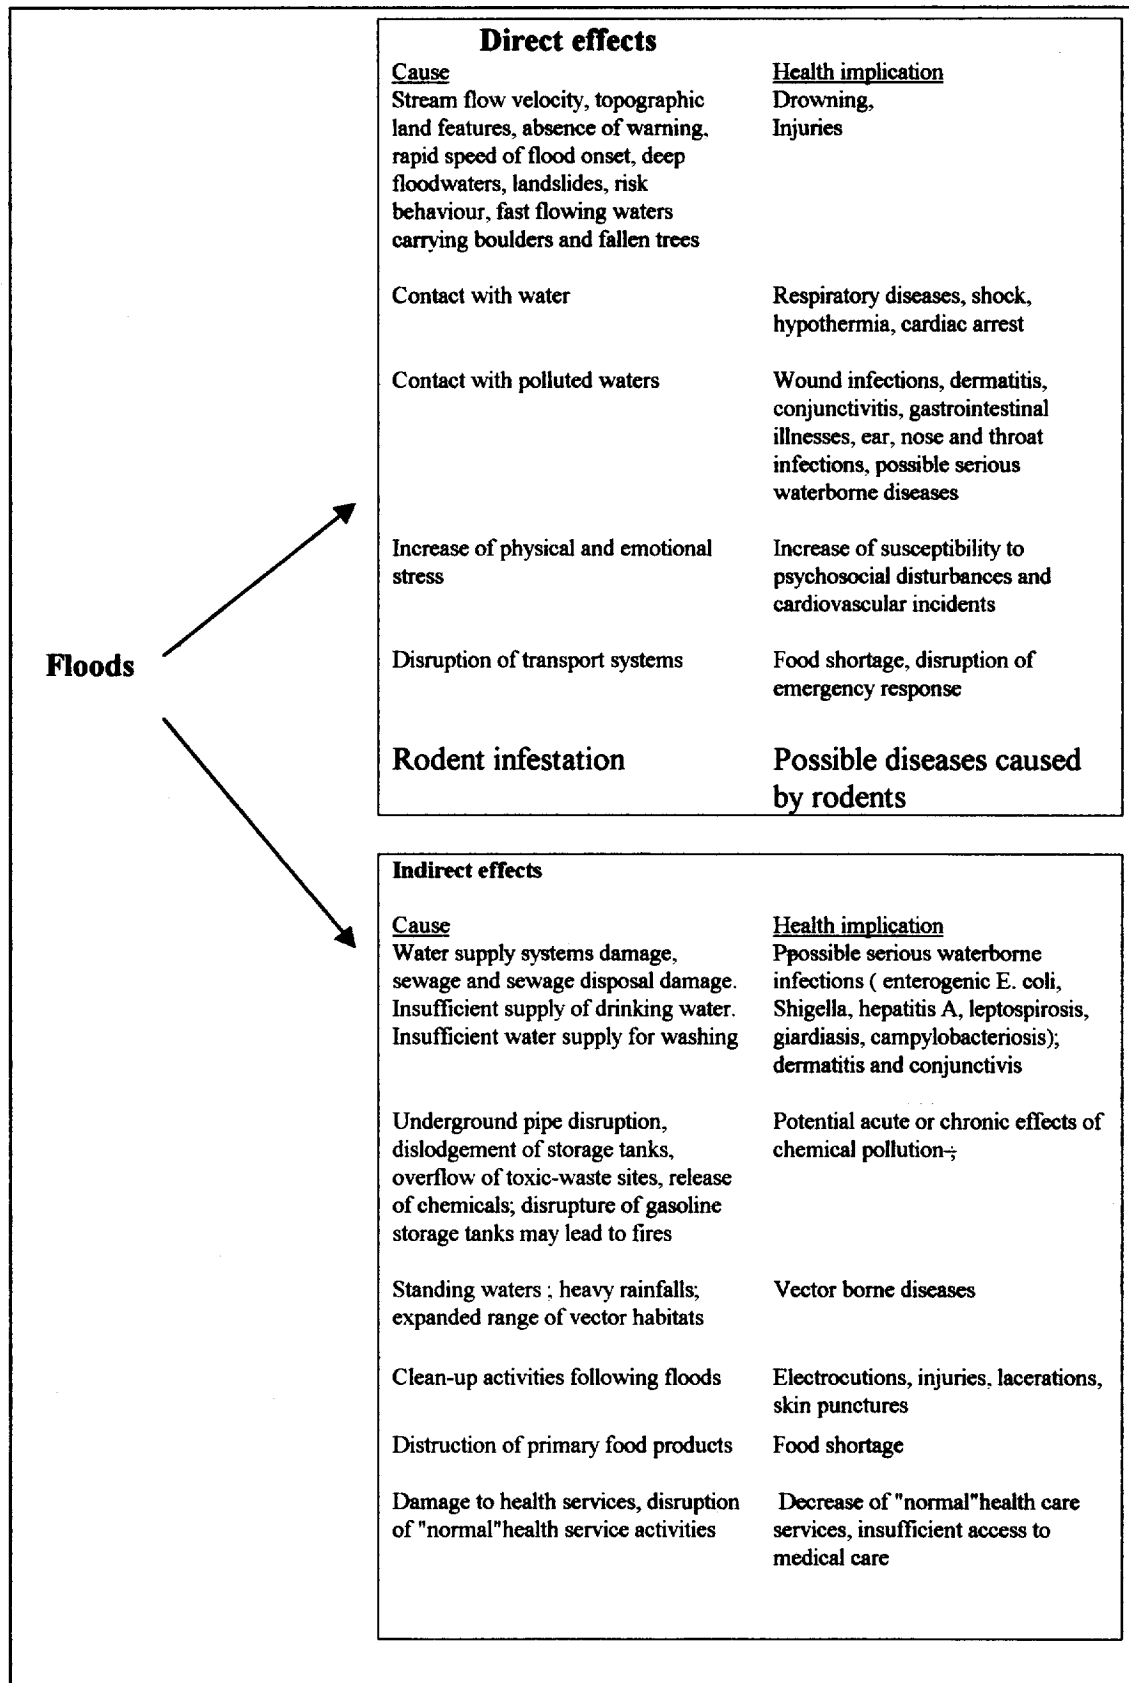 Direct effects
Cause Health implication
Stream flow velocity, topographic Drowning,
land features, absence of warning, Injuries
rapid speed of flood onset, deep
floodwaters, landslides, risk
behaviour, fast flowing waters
carrying boulders and fallen trees
Contact with water Respiratory diseases, shock,
hypothermia, cardiac arrest
Contact with polluted waters Wound infections, dermatitis,
conjunctivitis, gastrointestinal
illnesses, ear, nose and throat
infections, possible serious
waterborne diseases
Increase of physical and emotional Increase of susceptibility to
stress psychosocial disturbances and
cardiovascular incidents
Floods
Disruption of transport systems Food shortage, disruption of
emergency response
Rodent infestation Possible diseases caused
by rodents
Indirect effects
Cause Health implication
Water supply systems damage, Ppossible serious waterborne
sewage and sewage disposal damage. infections ( enterogenic E. coli,
Insufficient supply of drinking water. Shigella, hepatitis A, leptospirosis,
Insufficient water supply for washing giardiasis, campylobacteriosis);
dermatitis and conjunctivis
Underground pipe disruption, Potential acute or chronic effects of
dislodgement of storage tanks, chemical pollution-;
overflow of toxic-waste sites, release
of chemicals; disrupture of gasoline
storage tanks may lead to fires
Standing waters ; heavy rainfalls; Vector borne diseases
expanded range of vector habitats
Clean-up activities following floods Electrocutions, injuries, lacerations,
skin punctures
Distruction of primary food products Food shortage
Damage to health services, disruption Decrease of "normal"health care
of "normal"health service activities services, insufficient access to
medical care